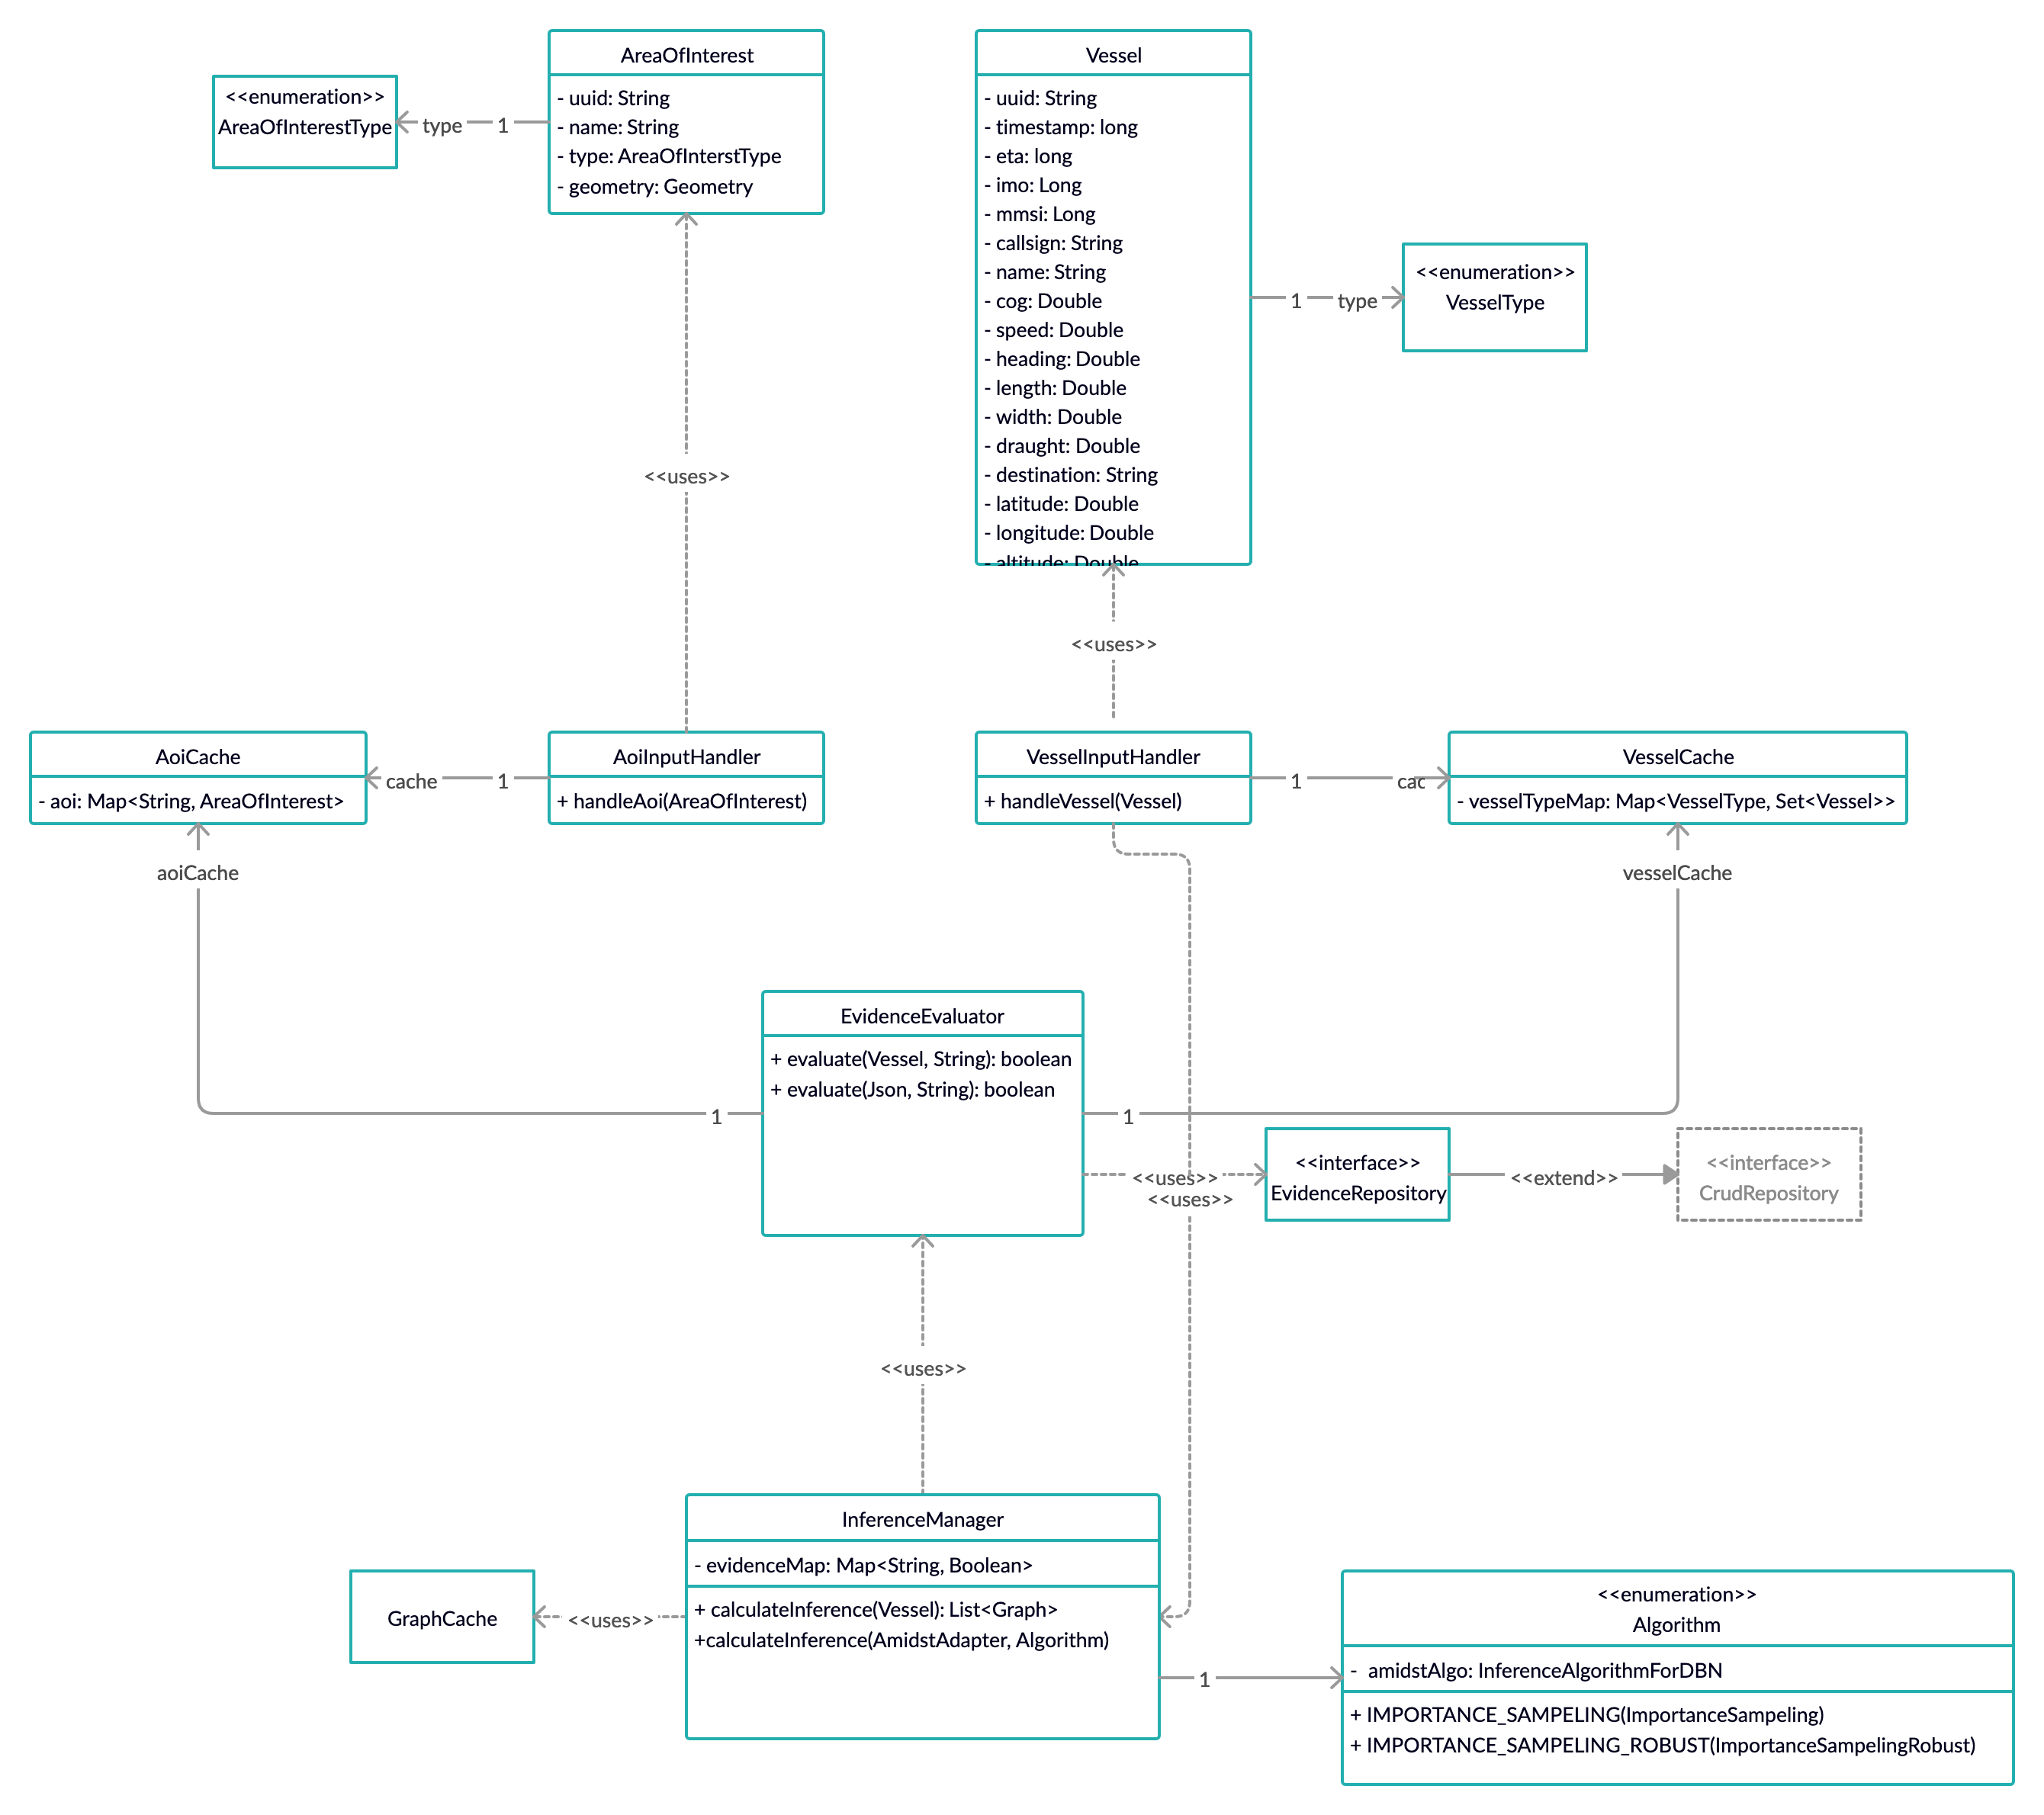 AreaOfInterest
- uuid: String
- name: String
- type: AreaOfInterstType
- geometry: Geometry
<<enumeration>>
AreaOfInterestType
type
1
Vessel
- uuid: String
- timestamp: long
- eta: long
- imo: Long
- mmsi: Long
- callsign: String
- name: String
- cog: Double
- speed: Double
- heading: Double
- length: Double
- width: Double
- draught: Double
- destination: String
- latitude: Double
- longitude: Double
- altitude: Double
1
type
<<enumeration>>
VesselType
<<uses>>
<<uses>>
AoiCache
- aoi: Map<String, AreaOfInterest>
cache
1
AoiInputHandler
+ handleAoi(AreaOfInterest)
VesselInputHandler
+ handleVessel(Vessel)
1
cac
VesselCache
- vesselTypeMap: Map<VesselType, Set<Vessel>>
aoiCache
vesselCache
EvidenceEvaluator
+ evaluate(Vessel, String): boolean
+ evaluate(Json, String): boolean
1
1
<<uses>>
<<uses>>
<<interface>>
EvidenceRepository
<<extend>>
<<interface>>
CrudRepository
<<uses>>
InferenceManager
- evidenceMap: Map<String, Boolean>
+ calculateInference(Vessel): List<Graph>
+calculateInference(AmidstAdapter, Algorithm)
GraphCache
<<uses>>
1
<<enumeration>>
Algorithm
- amidstAlgo: InferenceAlgorithmForDBN
+ IMPORTANCE_SAMPELING(ImportanceSampeling)
+ IMPORTANCE_SAMPELING_ROBUST(ImportanceSampelingRobust)